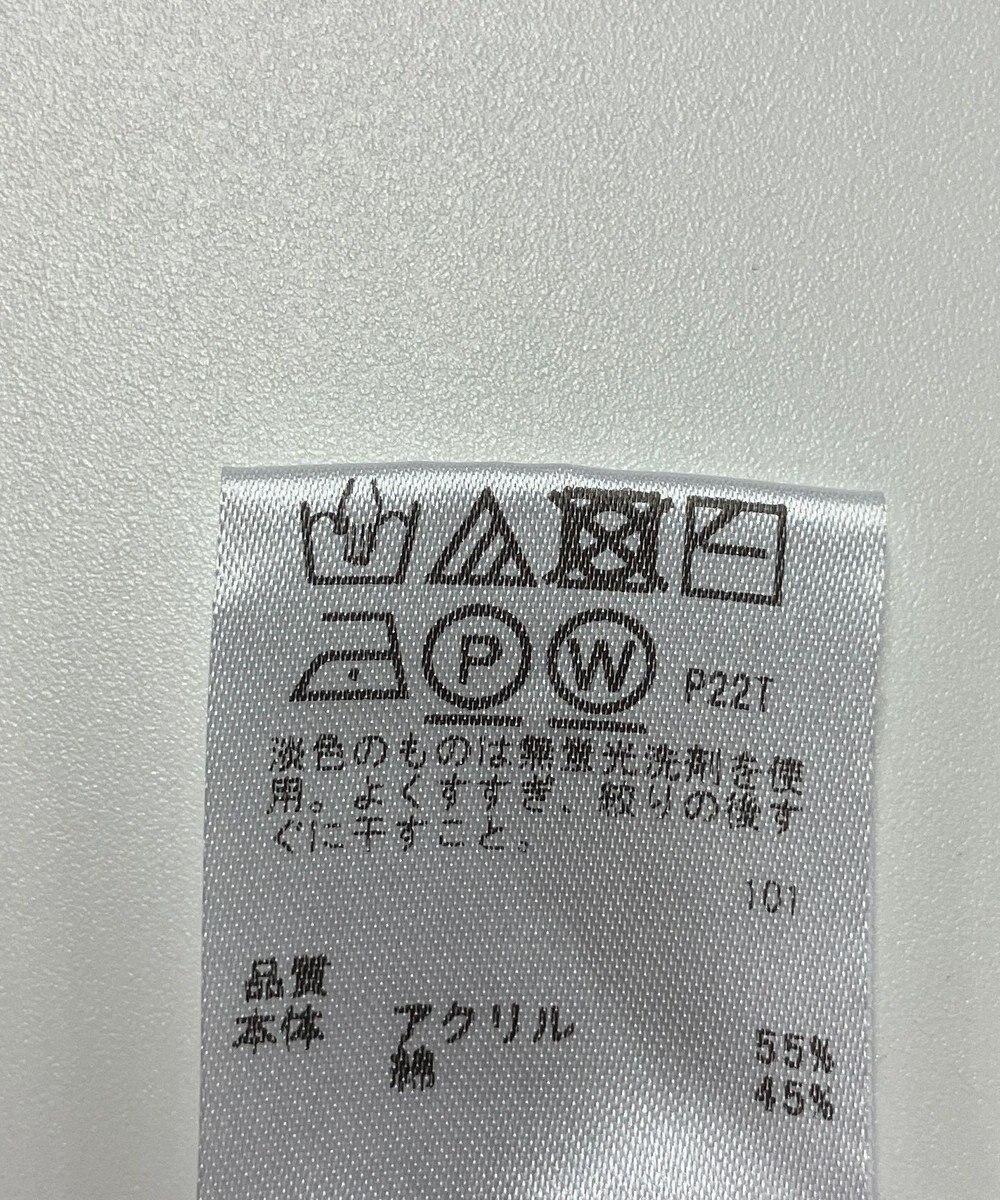 P W P22T
淡色のものは無蛍光洗剤を使
用。よくすすぎ、絞りの後す
ぐに干すこと。
101
品質
本体 アクリル 55%
綿 45%